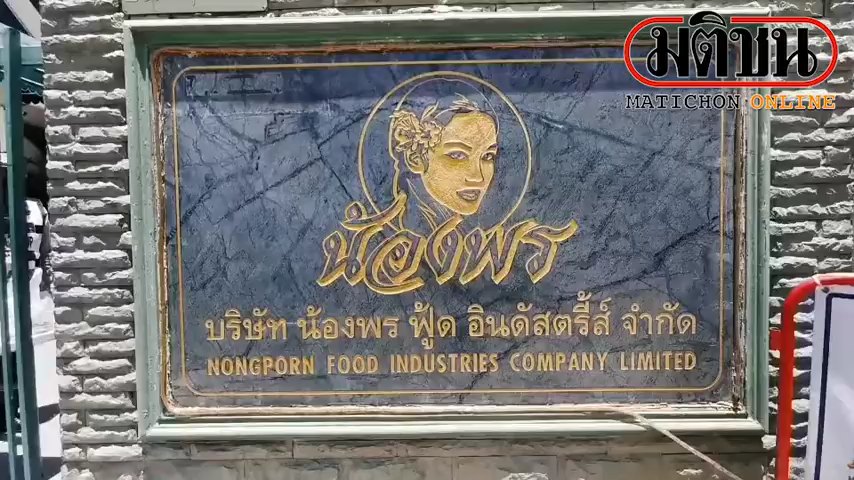 มติชน
MATICHON ONLINE
น้องพร
บริษัท น้องพร ฟู้ด อินดัสตรี้ส์ จำกัด
NONGPORN FOOD INDUSTRIES COMPANY LIMITED